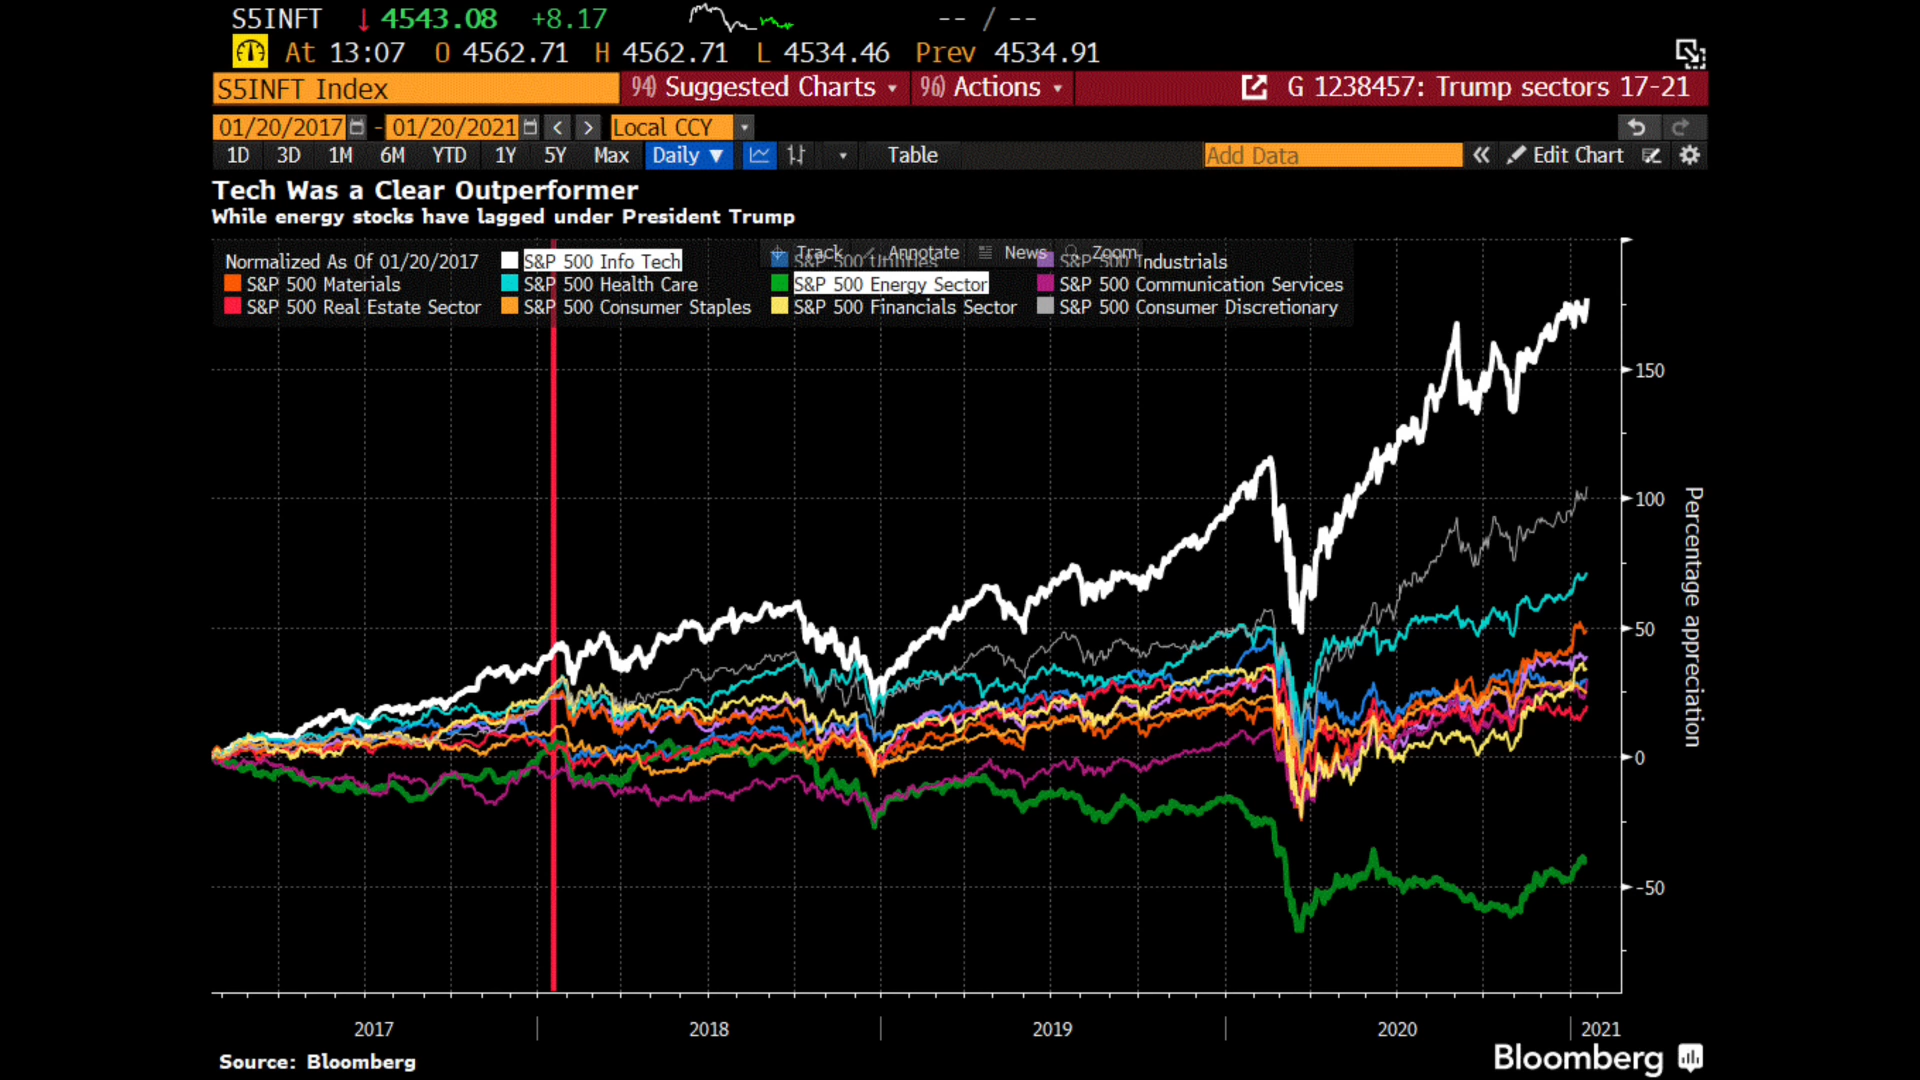 S5INFT ↓ 4543.08 +8.17 -- / --
At 13:07 O 4562.71 H 4562.71 L 4534.46 Prev 4534.91
S5INFT Index 94) Suggested Charts 96) Actions G 1238457: Trump sectors 17-21
01/20/2017 - 01/20/2021 < > Local CCY
1D 3D 1M 6M YTD 1Y 5Y Max Daily ▼ Table Add Data « Edit Chart
Tech Was a Clear Outperformer
While energy stocks have lagged under President Trump
Track Annotate News Zoom
Normalized As Of 01/20/2017 S&P 500 Info Tech S&P 500 Utilities S&P 500 Industrials
S&P 500 Materials S&P 500 Health Care S&P 500 Energy Sector S&P 500 Communication Services
S&P 500 Real Estate Sector S&P 500 Consumer Staples S&P 500 Financials Sector S&P 500 Consumer Discretionary
150
100
50
0
-50
Percentage appreciation
2017 2018 2019 2020 2021
Source: Bloomberg
Bloomberg